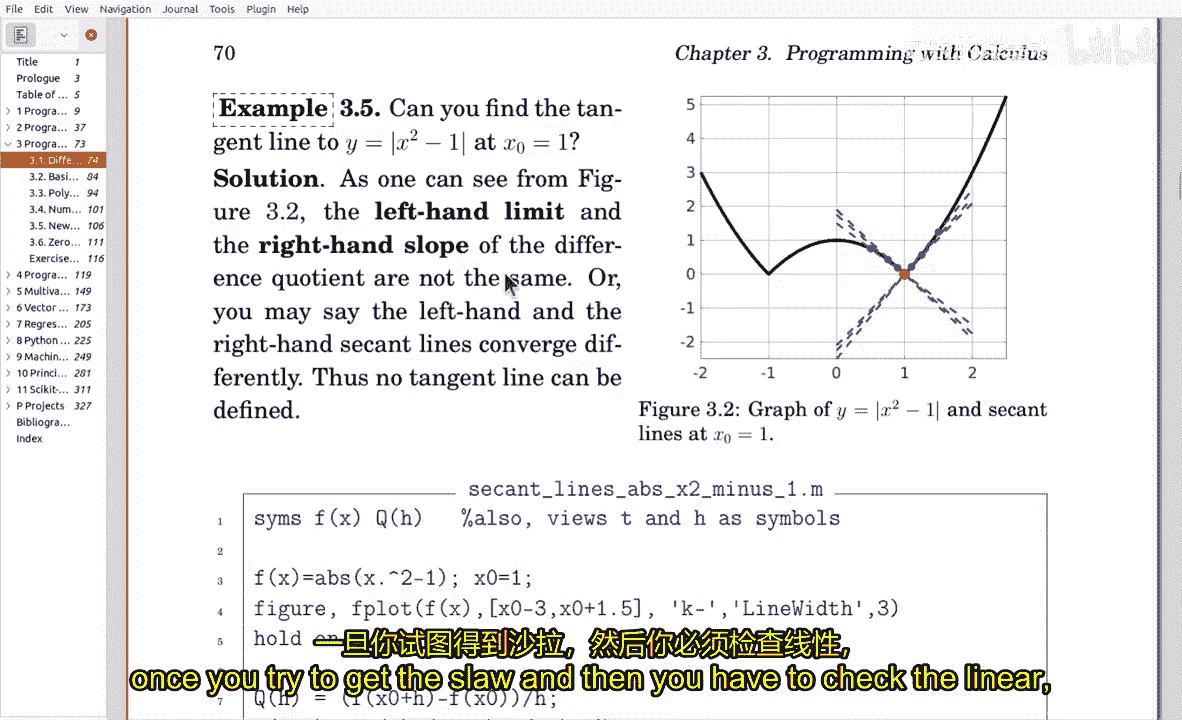 File Edit View Navigation Journal Tools Plugin Help
Title 1
Prologue 3
Table of ... 5
1 Progra... 9
2 Progra... 37
3 Progra... 73
3.1. Diffe... 74
3.2. Basi... 84
3.3. Poly... 94
3.4. Num... 101
3.5. New... 106
3.6. Zero... 111
Exercise... 116
4 Progra... 119
5 Multiva... 149
6 Vector ... 173
7 Regres... 205
8 Python ... 225
9 Machin... 249
10 Princi... 281
11 Scikit-... 311
P Projects 327
Bibliogra...
Index
70 Chapter 3. Programming with Calculus
Example 3.5. Can you find the tan-
gent line to y = |x² − 1| at x₀ = 1?
Solution. As one can see from Fig-
ure 3.2, the left-hand limit and
the right-hand slope of the differ-
ence quotient are not the same. Or,
you may say the left-hand and the
right-hand secant lines converge dif-
ferently. Thus no tangent line can be
defined.
5
4
3
2
1
0
-1
-2
-2 -1 0 1 2
Figure 3.2: Graph of y = |x² − 1| and secant
lines at x₀ = 1.
secant_lines_abs_x2_minus_1.m
1 syms f(x) Q(h) %also, views t and h as symbols
2
3 f(x)=abs(x.^2-1); x0=1;
4 figure, fplot(f(x),[x0-3,x0+1.5], 'k-','LineWidth',3)
5 hold on
7 Q(h) = (f(x0+h)-f(x0))/h;
一旦你试图得到沙拉，然后你必须检查线性，
once you try to get the slaw and then you have to check the linear,
bilibili